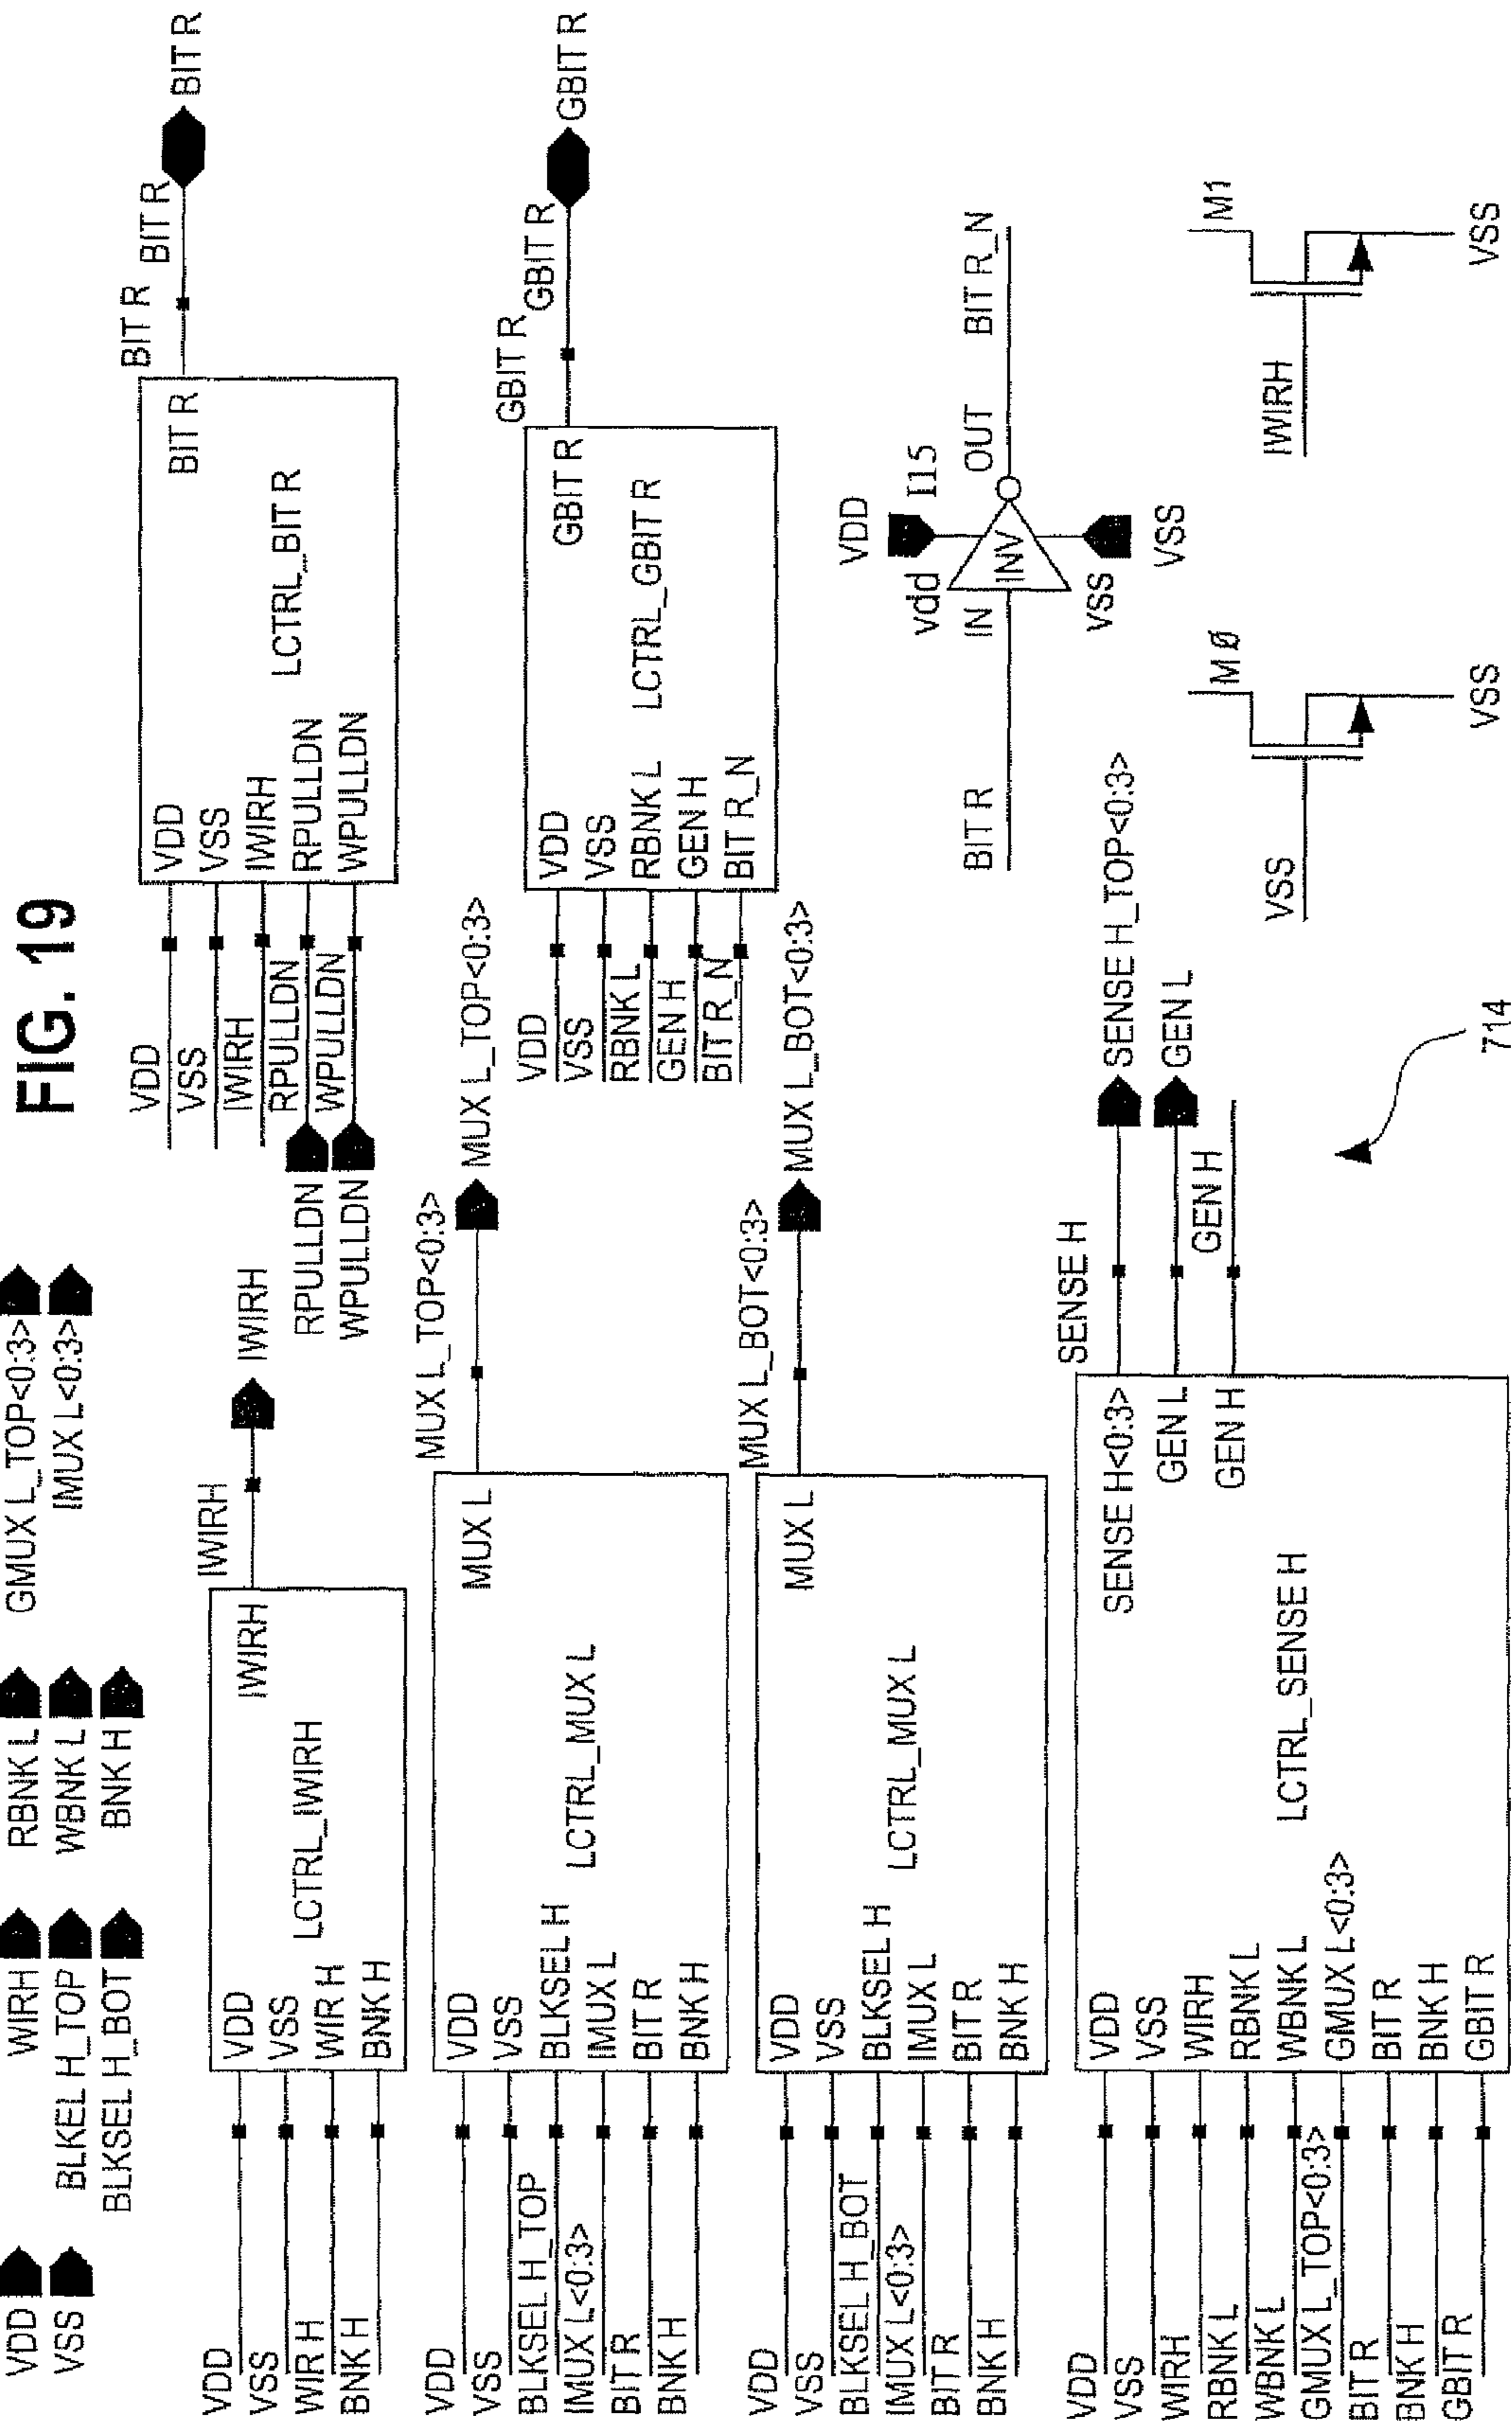 FIG. 19
VDD
VSS
WIRH
BLKEL H_TOP
BLKSEL H_BOT
RBNK L
WBNK L
BNK H
GMUX L_TOP<0:3>
IMUX L<0:3>
VDD
VSS
WIR H
BNK H
VDD
VSS
WIR H
BNK H
LCTRL_IWIRH
IWIRH
IWIRH
IWIRH
VDD
VSS
IWIRH
RPULLDN
WPULLDN
RPULLDN
WPULLDN
VDD
VSS
IWIRH
RPULLDN
WPULLDN
LCTRL_BIT R
BIT R
BIT R
BIT R
BIT R
VDD
VSS
BLKSEL H_TOP
IMUX L<0:3>
BIT R
BNK H
VDD
VSS
BLKSEL H
IMUX L
BIT R
BNK H
LCTRL_MUX L
MUX L
MUX L_TOP<0:3>
MUX L_TOP<0:3>
VDD
VSS
RBNK L
GEN H
BIT R_N
VDD
VSS
RBNK L
GEN H
BIT R_N
LCTRL_GBIT R
GBIT R
GBIT R
GBIT R
GBIT R
VDD
VSS
BLKSEL H_BOT
IMUX L<0:3>
BIT R
BNK H
VDD
VSS
BLKSEL H
IMUX L
BIT R
BNK H
LCTRL_MUX L
MUX L
MUX L_BOT<0:3>
MUX L_BOT<0:3>
BIT R
IN
vdd
VDD
I15
INV
OUT
BIT R_N
vss
VSS
VDD
VSS
WIRH
RBNK L
WBNK L
GMUX L_TOP<0:3>
BIT R
BNK H
GBIT R
VDD
VSS
WIRH
RBNK L
WBNK L
GMUX L<0:3>
BIT R
BNK H
GBIT R
LCTRL_SENSE H
SENSE H<0:3>
GEN L
GEN H
SENSE H
SENSE H_TOP<0:3>
GEN L
GEN H
VSS
MØ
VSS
IWIRH
M1
VSS
714